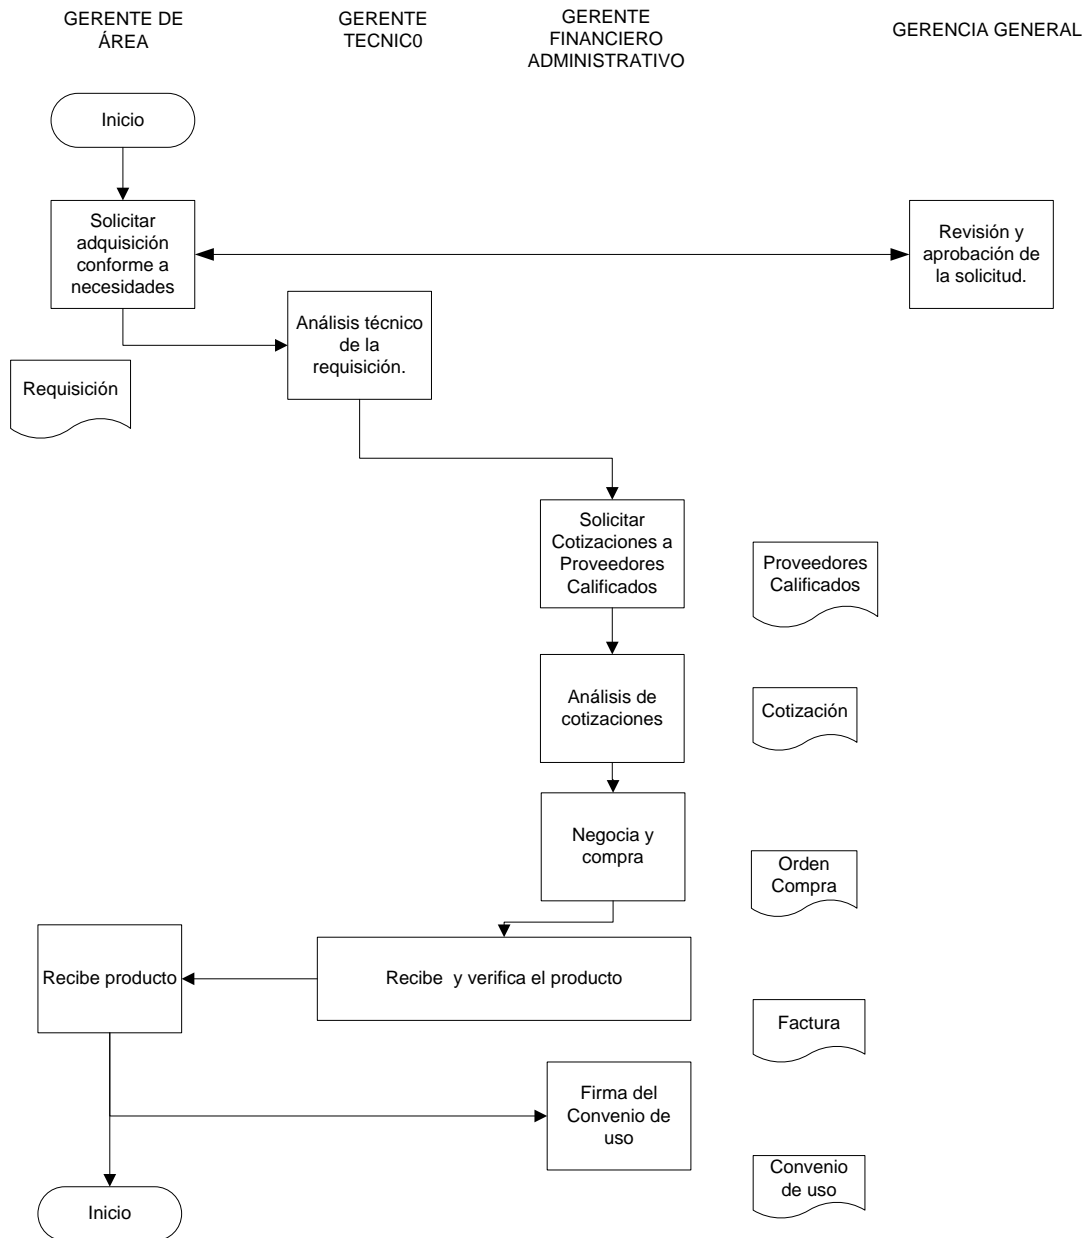 GERENTE DE
ÁREA
GERENTE
TECNIC0
GERENTE
FINANCIERO
ADMINISTRATIVO
GERENCIA GENERAL
Inicio
Solicitar
adquisición
conforme a
necesidades
Revisión y
aprobación de
la solicitud.
Análisis técnico
de la
requisición.
Requisición
Solicitar
Cotizaciones a
Proveedores
Calificados
Proveedores
Calificados
Análisis de
cotizaciones
Cotización
Negocia y
compra
Orden
Compra
Recibe producto
Recibe y verifica el producto
Factura
Firma del
Convenio de
uso
Convenio
de uso
Inicio